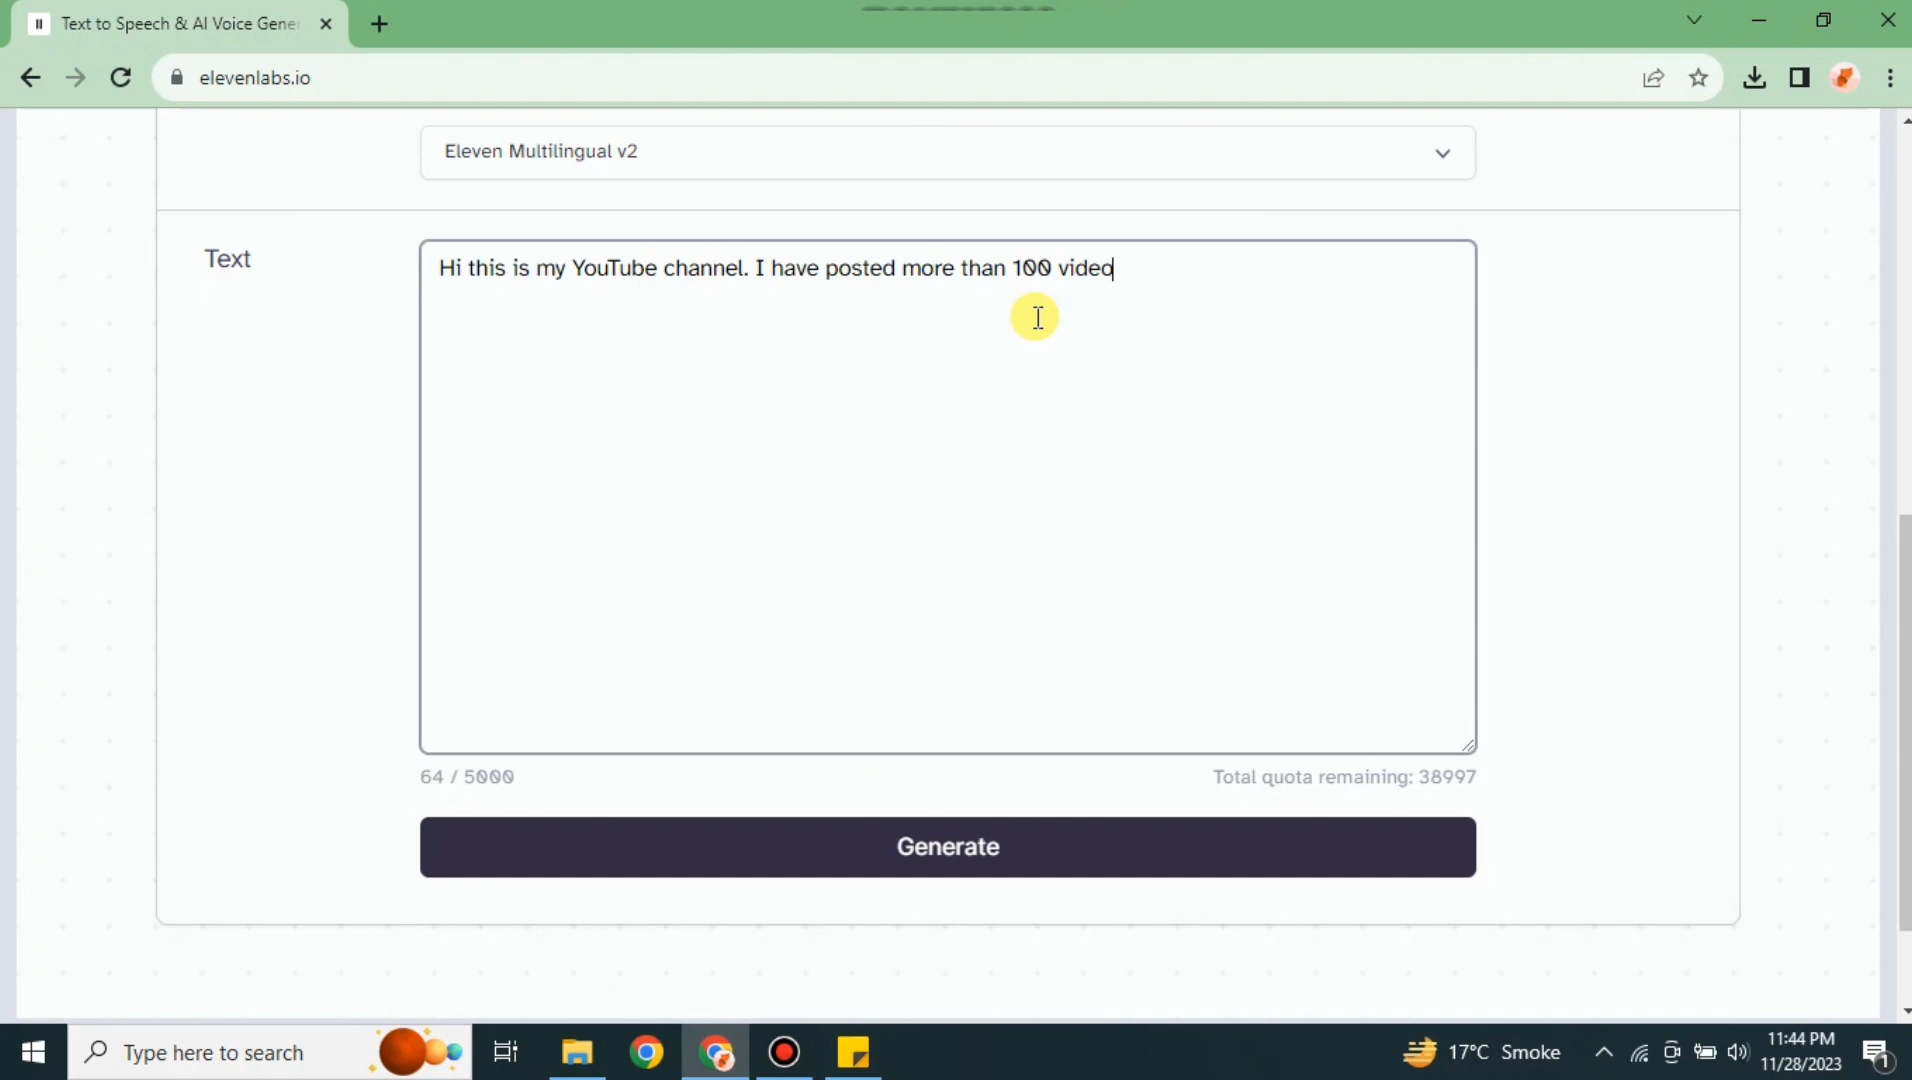 Text to Speech & AI Voice Gener
elevenlabs.io
Eleven Multilingual v2
Text
Hi this is my YouTube channel. I have posted more than 100 video
64 / 5000
Total quota remaining: 38997
Generate
Type here to search
17°C Smoke
11:44 PM
11/28/2023
1